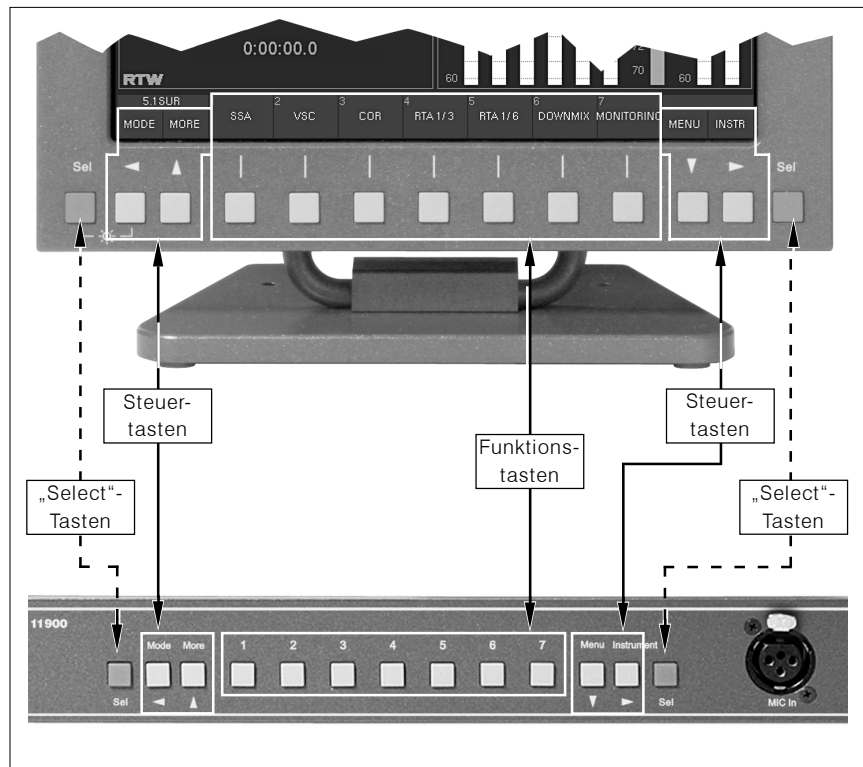 0:00:00.0
RTW
60
72
70
60
5.1SUR
MODE MORE
SSA
2 VSC
3 COR
4 RTA 1/3
5 RTA 1/6
6 DOWNMIX
7 MONITORING
MENU INSTR
Sel
Sel
Steuer-
tasten
Steuer-
tasten
Funktions-
tasten
„Select“-
Tasten
„Select“-
Tasten
11900
Mode More
1 2 3 4 5 6 7
Menu Instrument
Sel
Sel
MIC In